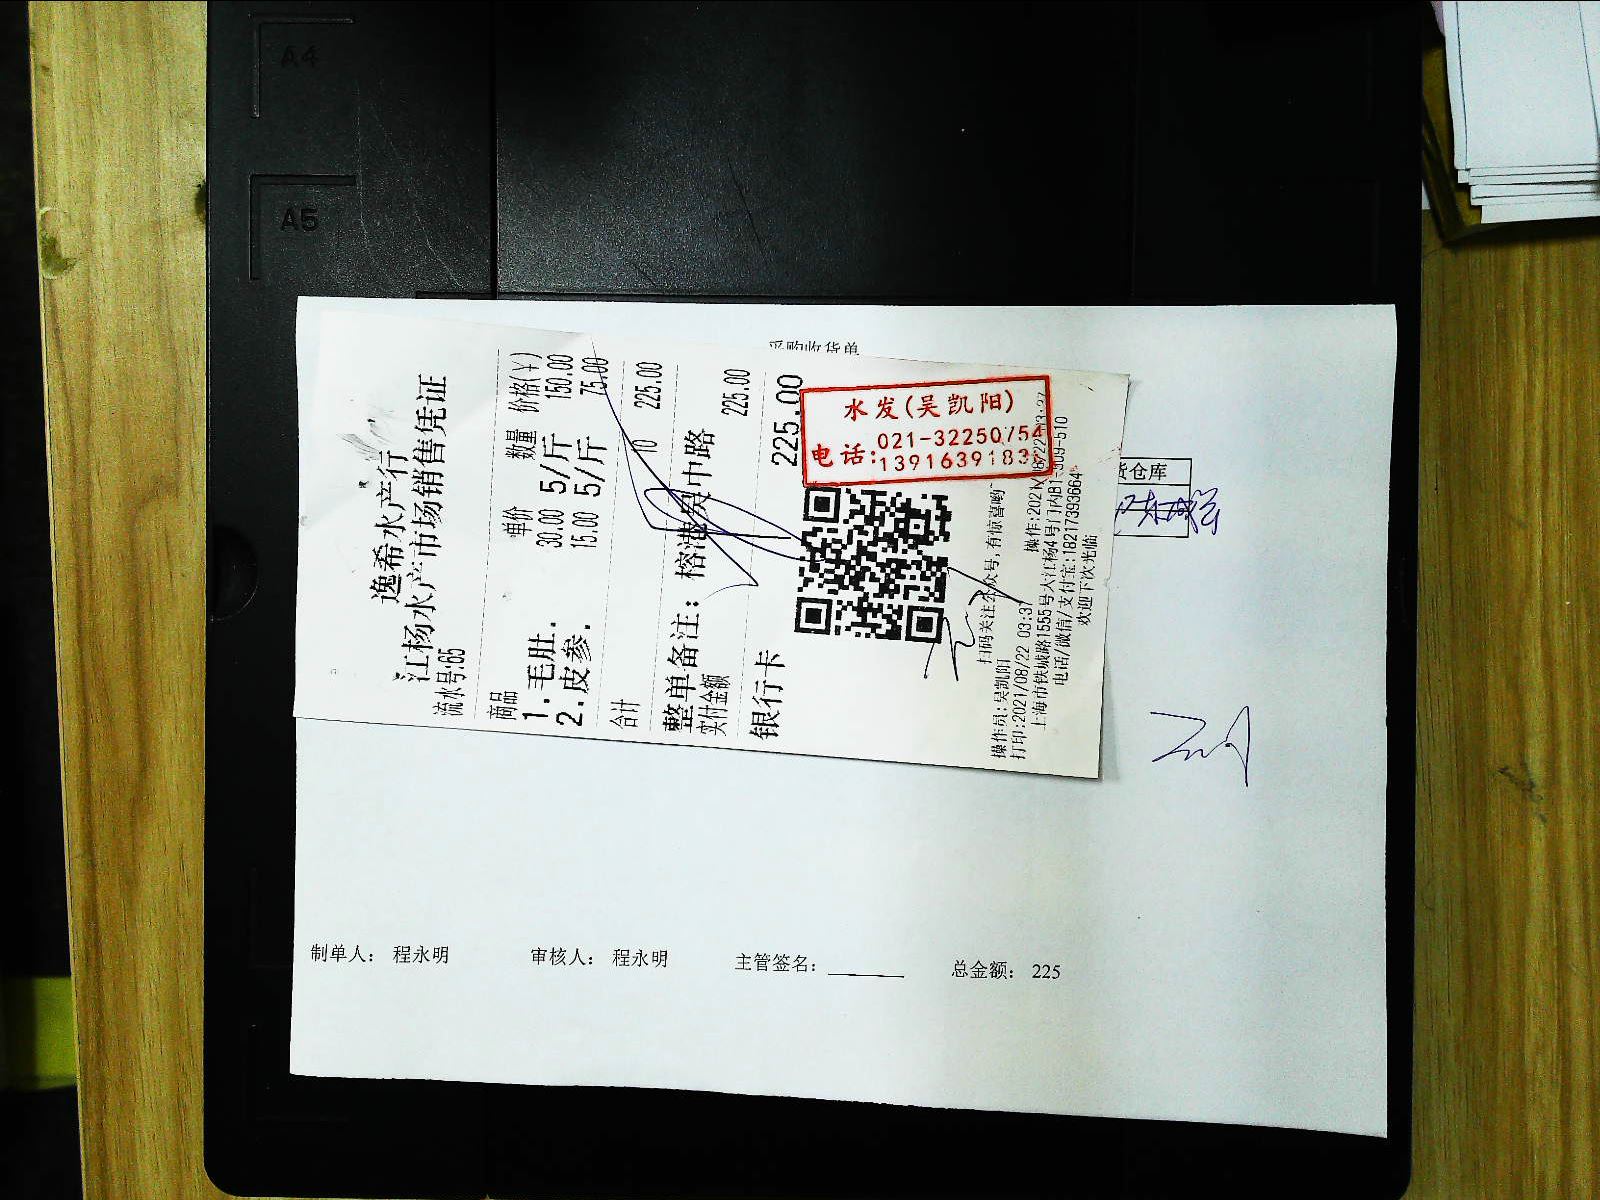 A4
A5
采购收货单
逸希水产行
江杨水产市场销售凭证
流水号:65
商品 单价 数量 价格(¥)
1.毛肚. 30.00 5/斤 150.00
2.皮参. 15.00 5/斤 75.00
合计 10 225.00
整单备注: 榕港吴中路
实付金额 225.00
银行卡 225.00
水发(吴凯阳)
电话:021-32250754
1391639183
扫码关注公众号,有惊喜哟~
操作员:吴凯阳
打印:2021/08/22 03:37
上海市铁城路1555号大江杨4号门内B1-509-510
电话/微信/支付宝:18217393664
欢迎下次光临
货仓库
制单人: 程永明 审核人: 程永明 主管签名: 总金额: 225